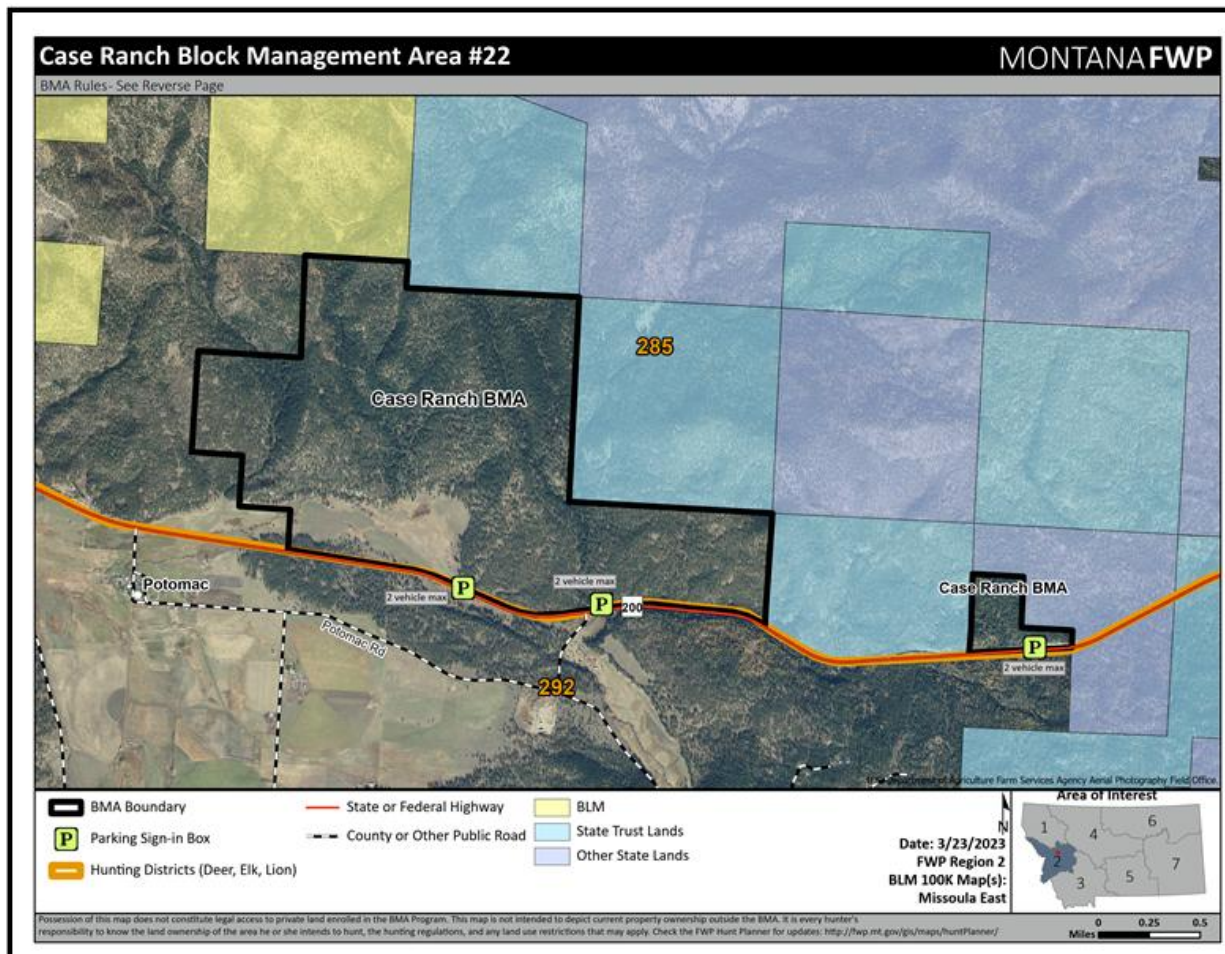 Case Ranch Block Management Area #22
MONTANA FWP
BMA Rules- See Reverse Page
285
Case Ranch BMA
Potomac
2 vehicle max
P
2 vehicle max
P
200
Case Ranch BMA
P
2 vehicle max
Potomac Rd
292
Department of Agriculture Farm Services Agency Aerial Photography Field Office.
BMA Boundary
P
Parking Sign-in Box
Hunting Districts (Deer, Elk, Lion)
State or Federal Highway
County or Other Public Road
BLM
State Trust Lands
Other State Lands
N
Date: 3/23/2023
FWP Region 2
BLM 100K Map(s):
Missoula East
Area of Interest
1
4
6
2
7
3
5
Possession of this map does not constitute legal access to private land enrolled in the BMA Program. This map is not intended to depict current property ownership outside the BMA. It is every hunter's
responsibility to know the land ownership of the area he or she intends to hunt, the hunting regulations, and any land use restrictions that may apply. Check the FWP Hunt Planner for updates: http://fwp.mt.gov/gis/maps/huntPlanner/
0 0.25 0.5
Miles